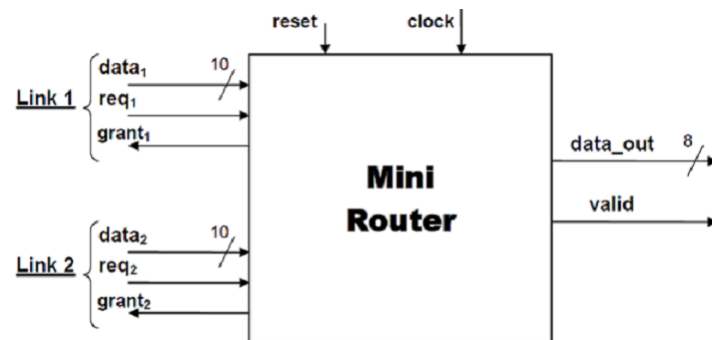 reset clock
data₁ 10
Link 1 req₁
grant₁
data_out 8
Mini
Router
valid
data₂ 10
Link 2 req₂
grant₂